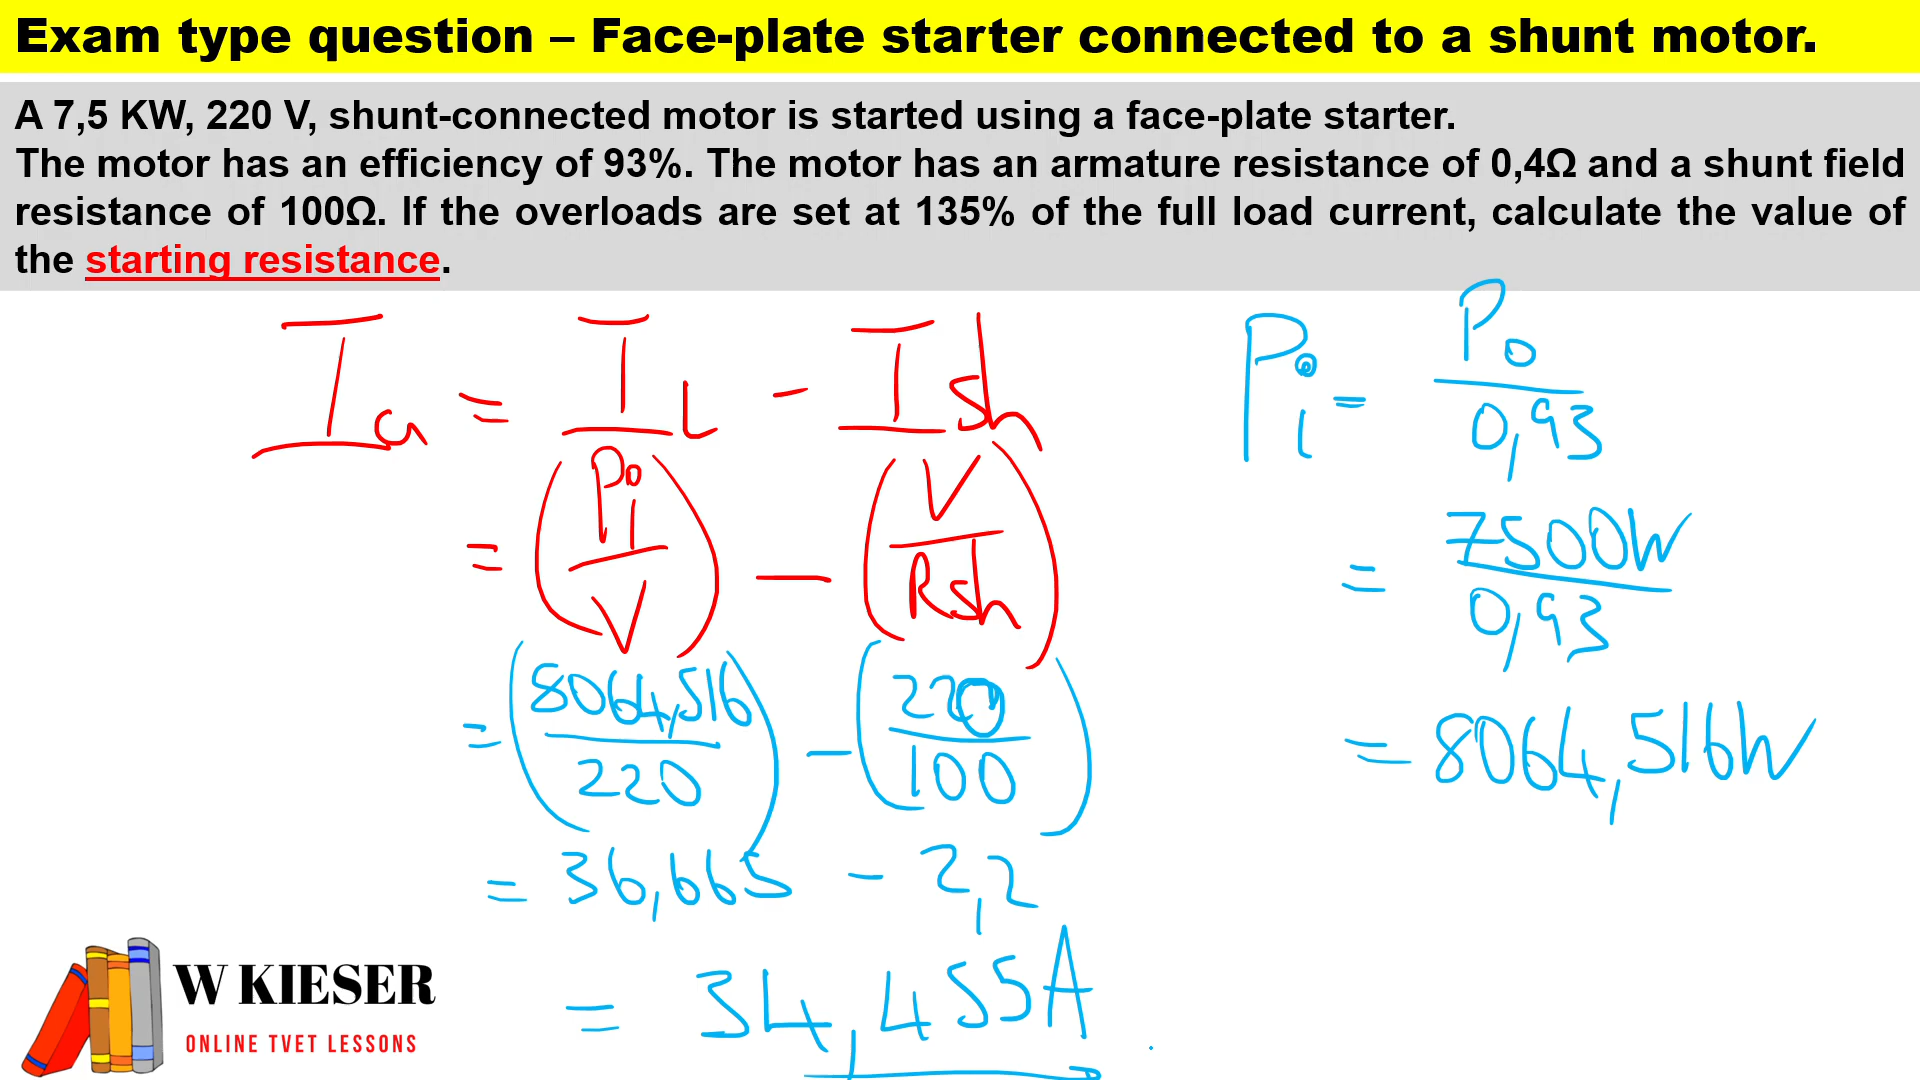 Exam type question – Face-plate starter connected to a shunt motor.
A 7,5 KW, 220 V, shunt-connected motor is started using a face-plate starter.
The motor has an efficiency of 93%. The motor has an armature resistance of 0,4Ω and a shunt field
resistance of 100Ω. If the overloads are set at 135% of the full load current, calculate the value of
the starting resistance.
Ia = IL - Ish
= (Pi / V) - (V / Rsh)
= (8064,516 / 220) - (220 / 100)
= 36,665 - 2,2
= 34,455A
Pi = Po / 0,93
= 7500W / 0,93
= 8064,516W
W KIESER
ONLINE TVET LESSONS